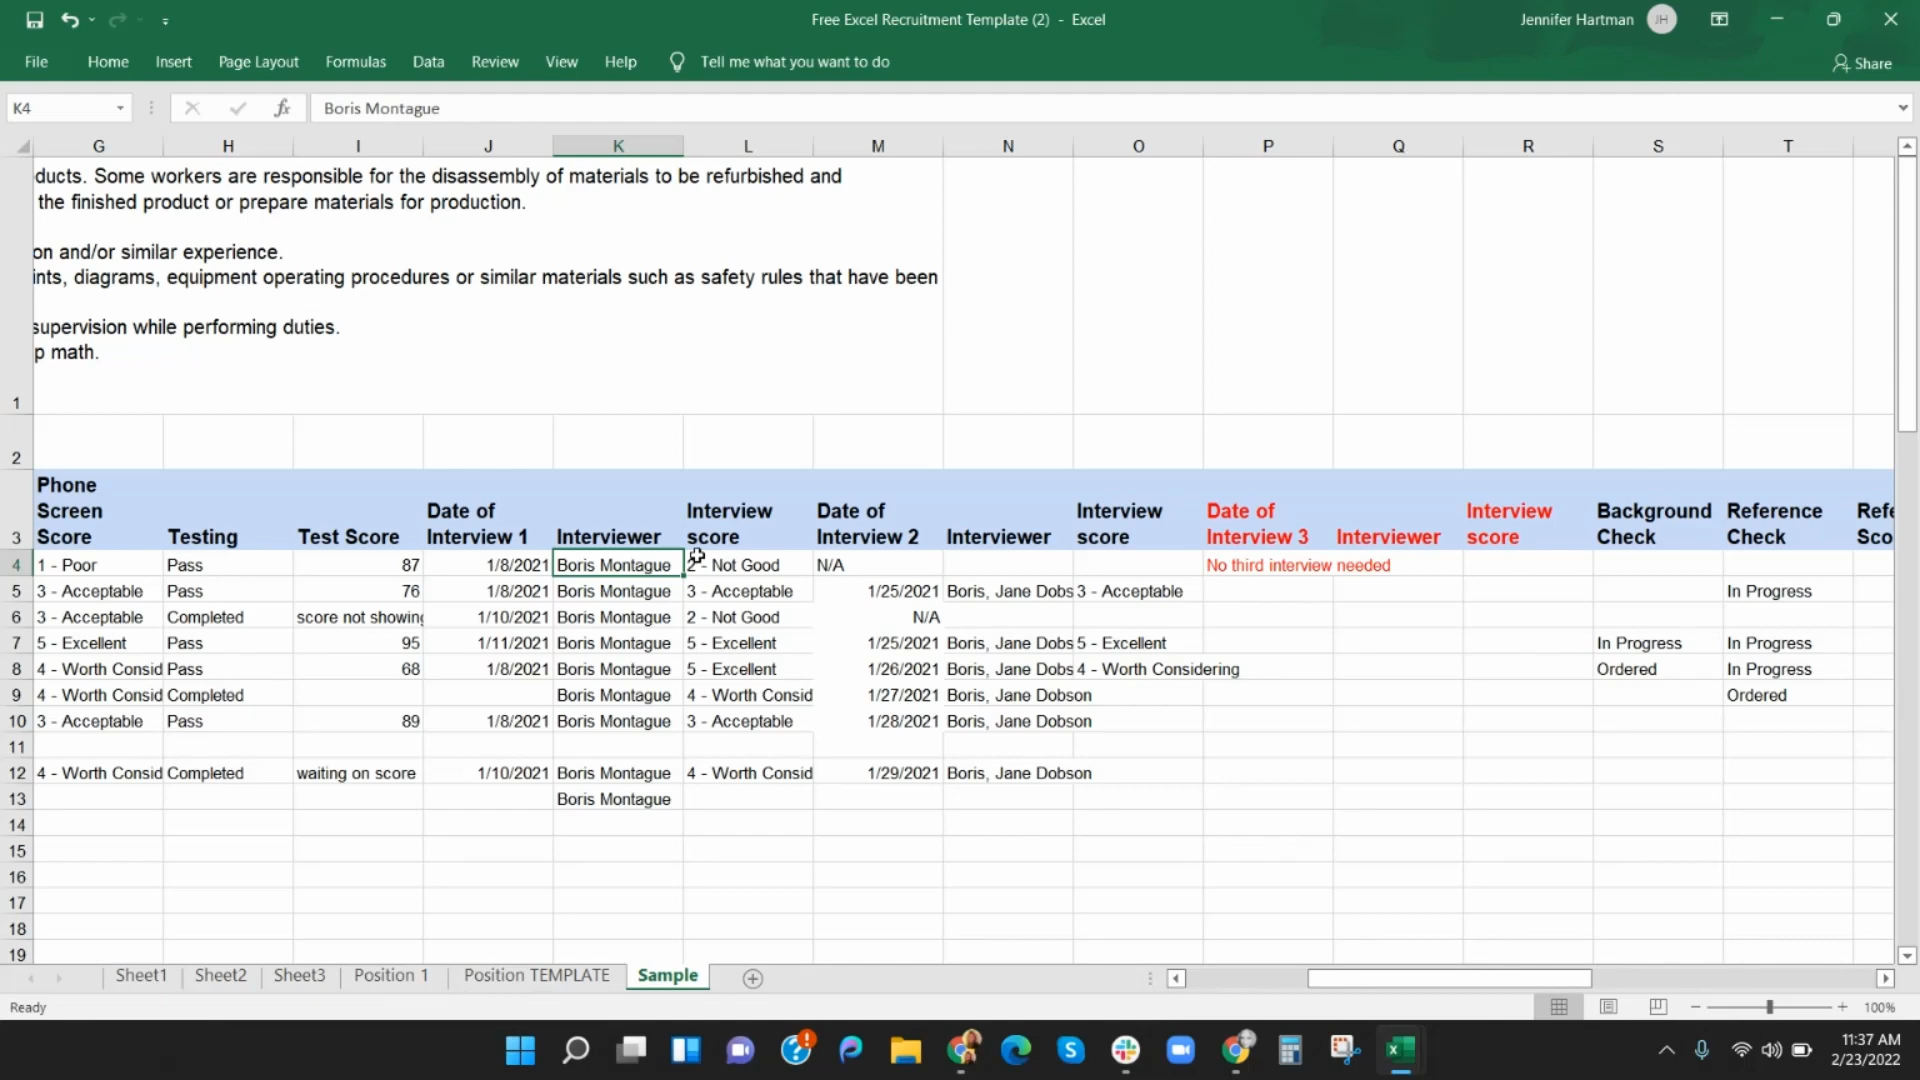 Free Excel Recruitment Template (2) - Excel
Jennifer Hartman JH
File Home Insert Page Layout Formulas Data Review View Help Tell me what you want to do Share
K4 fx Boris Montague
G H I J K L M N O P Q R S T
ducts. Some workers are responsible for the disassembly of materials to be refurbished and
the finished product or prepare materials for production.
on and/or similar experience.
ints, diagrams, equipment operating procedures or similar materials such as safety rules that have been
supervision while performing duties.
p math.
1
2
Phone
Screen Date of Interview Date of Interview Date of Interview Background Reference Refe
3 Score Testing Test Score Interview 1 Interviewer score Interview 2 Interviewer score Interview 3 Interviewer score Check Check Sco
4 1 - Poor Pass 87 1/8/2021 Boris Montague 2 - Not Good N/A No third interview needed
5 3 - Acceptable Pass 76 1/8/2021 Boris Montague 3 - Acceptable 1/25/2021 Boris, Jane Dobs 3 - Acceptable In Progress
6 3 - Acceptable Completed score not showing 1/10/2021 Boris Montague 2 - Not Good N/A
7 5 - Excellent Pass 95 1/11/2021 Boris Montague 5 - Excellent 1/25/2021 Boris, Jane Dobs 5 - Excellent In Progress In Progress
8 4 - Worth Consid Pass 68 1/8/2021 Boris Montague 5 - Excellent 1/26/2021 Boris, Jane Dobs 4 - Worth Considering Ordered In Progress
9 4 - Worth Consid Completed Boris Montague 4 - Worth Consid 1/27/2021 Boris, Jane Dobson Ordered
10 3 - Acceptable Pass 89 1/8/2021 Boris Montague 3 - Acceptable 1/28/2021 Boris, Jane Dobson
11
12 4 - Worth Consid Completed waiting on score 1/10/2021 Boris Montague 4 - Worth Consid 1/29/2021 Boris, Jane Dobson
13 Boris Montague
14
15
16
17
18
19
Sheet1 Sheet2 Sheet3 Position 1 Position TEMPLATE Sample
Ready 100%
11:37 AM
2/23/2022